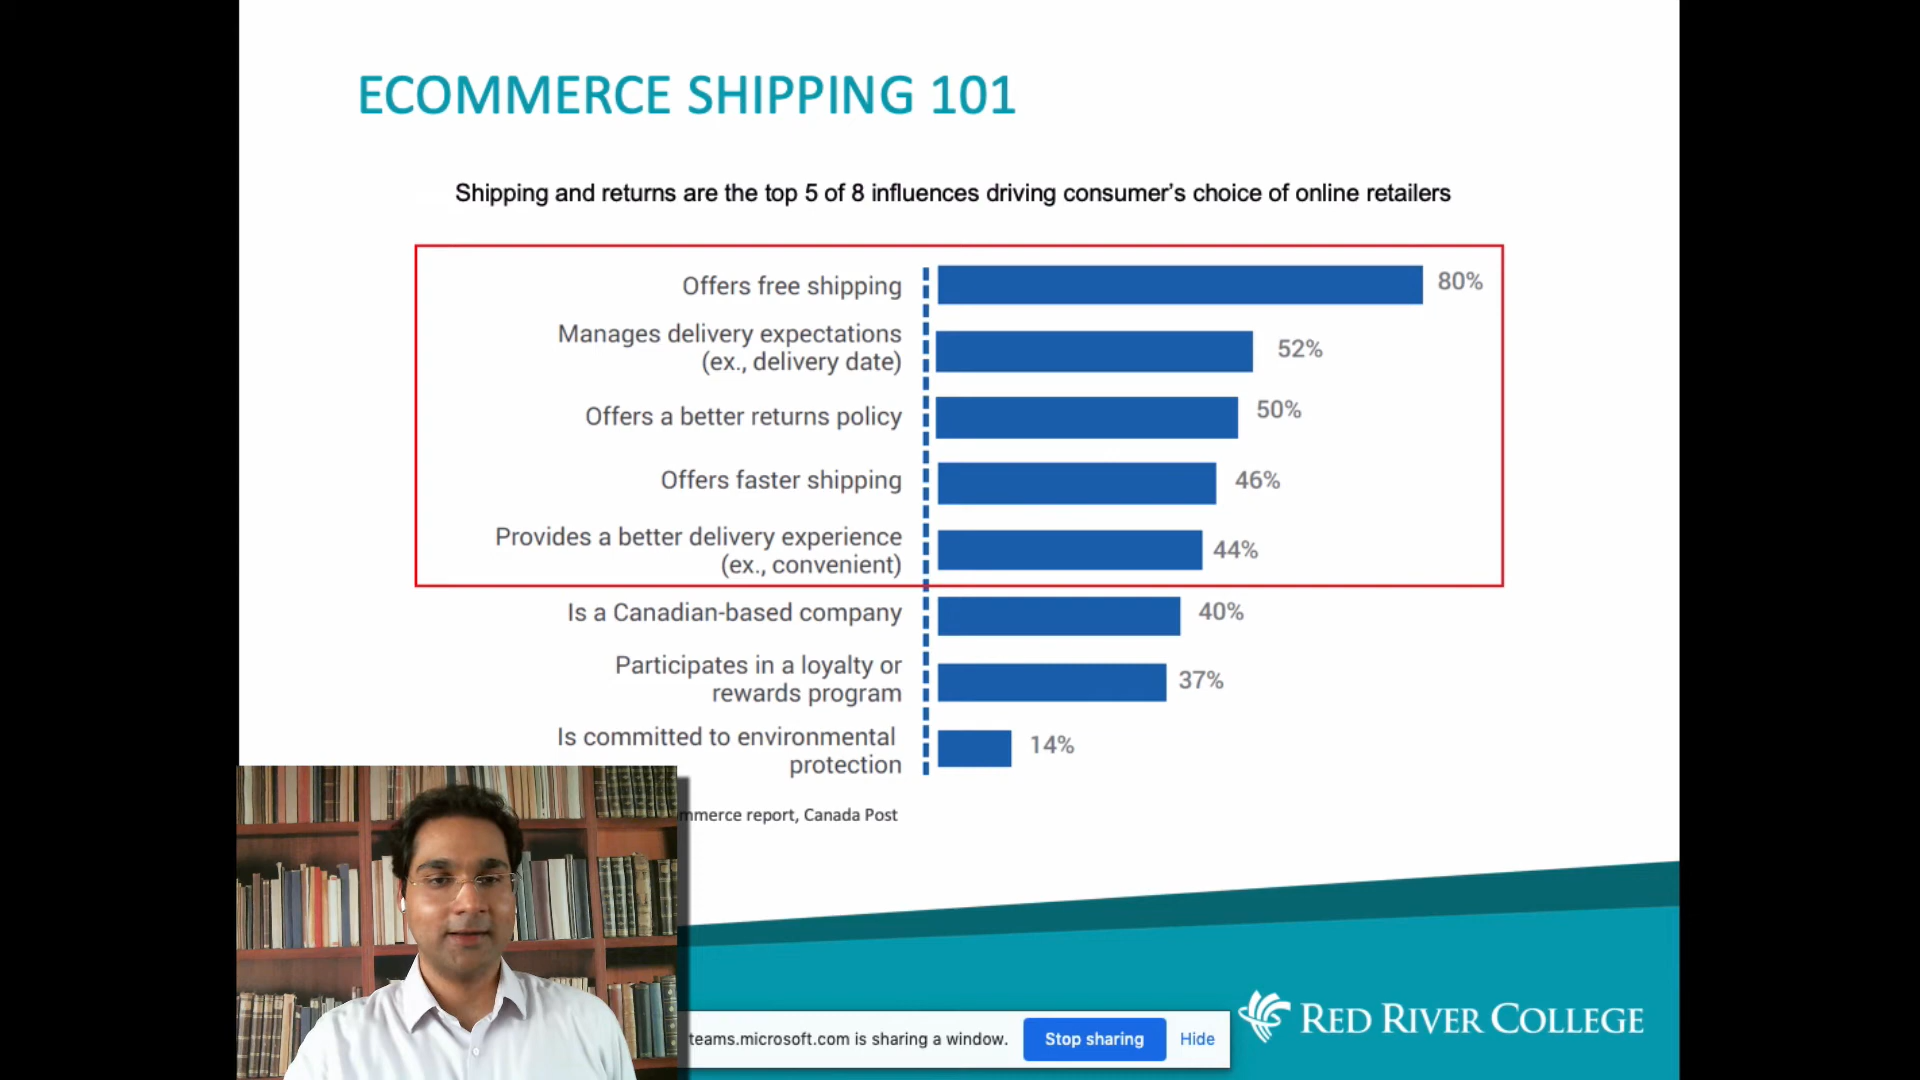 ECOMMERCE SHIPPING 101
Shipping and returns are the top 5 of 8 influences driving consumer’s choice of online retailers
Offers free shipping 80%
Manages delivery expectations
(ex., delivery date) 52%
Offers a better returns policy 50%
Offers faster shipping 46%
Provides a better delivery experience
(ex., convenient) 44%
Is a Canadian-based company 40%
Participates in a loyalty or
rewards program 37%
Is committed to environmental
protection 14%
report, Canada Post
teams.microsoft.com is sharing a window. Stop sharing Hide
RED RIVER COLLEGE